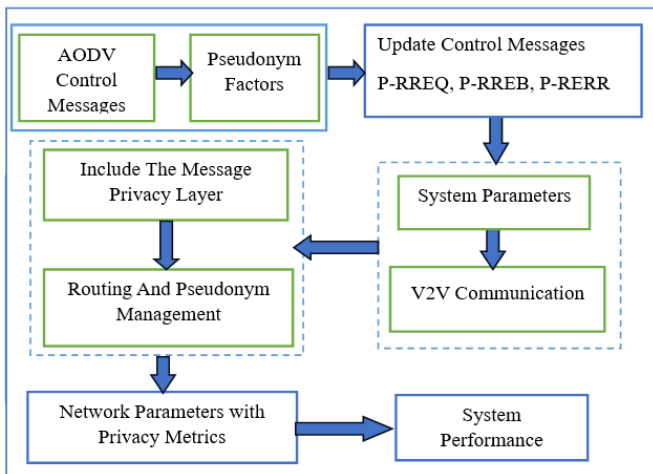 AODV
Control
Messages
Pseudonym
Factors
Update Control Messages
P-RREQ, P-RREB, P-RERR
Include The Message
Privacy Layer
Routing And Pseudonym
Management
System Parameters
V2V Communication
Network Parameters with
Privacy Metrics
System
Performance